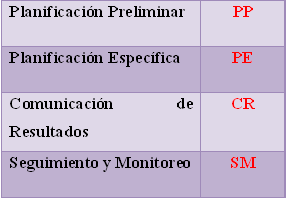 Planificación Preliminar PP
Planificación Específica PE
Comunicación de CR
Resultados
Seguimiento y Monitoreo SM